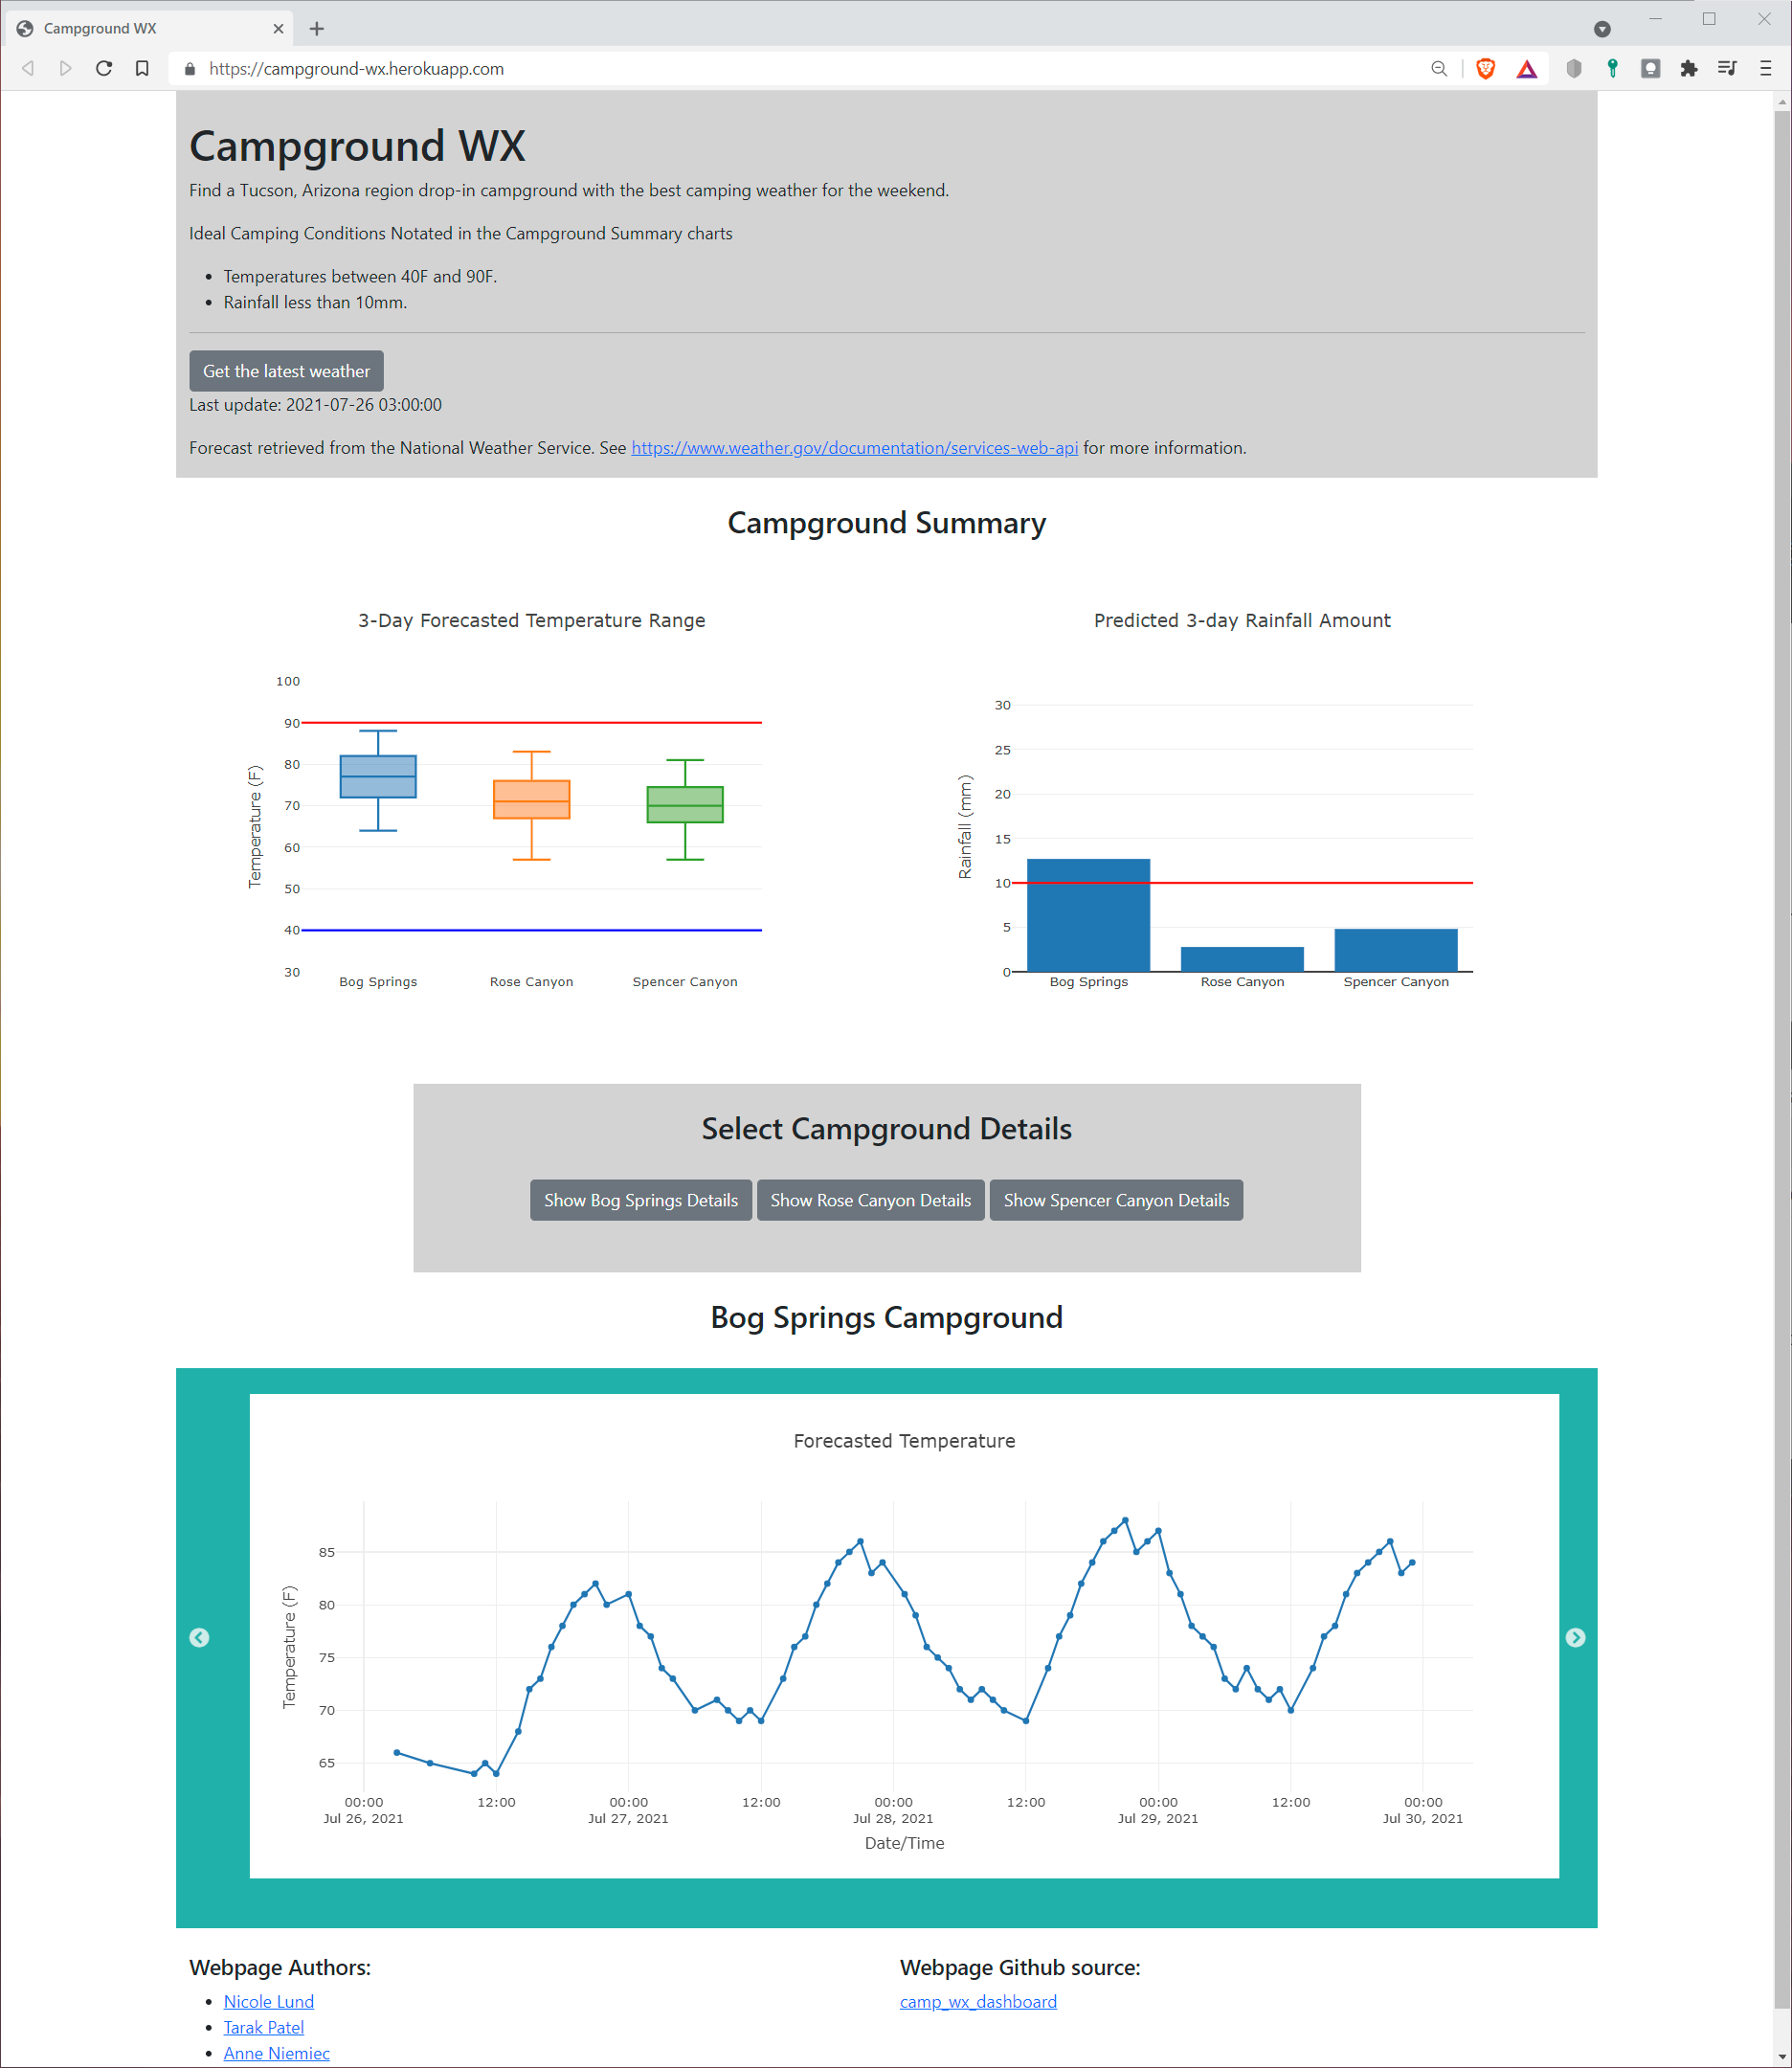 Campground WX
https://campground-wx.herokuapp.com
Campground WX
Find a Tucson, Arizona region drop-in campground with the best camping weather for the weekend.
Ideal Camping Conditions Notated in the Campground Summary charts
• Temperatures between 40F and 90F.
• Rainfall less than 10mm.
Get the latest weather
Last update: 2021-07-26 03:00:00
Forecast retrieved from the National Weather Service. See https://www.weather.gov/documentation/services-web-api for more information.
Campground Summary
3-Day Forecasted Temperature Range
100
90
80
70
60
50
40
30
Temperature (F)
Bog Springs Rose Canyon Spencer Canyon
Predicted 3-day Rainfall Amount
30
25
20
15
10
5
0
Rainfall (mm)
Bog Springs Rose Canyon Spencer Canyon
Select Campground Details
Show Bog Springs Details Show Rose Canyon Details Show Spencer Canyon Details
Bog Springs Campground
Forecasted Temperature
85
80
75
70
65
Temperature (F)
00:00 12:00 00:00 12:00 00:00 12:00 00:00 12:00 00:00
Jul 26, 2021 Jul 27, 2021 Jul 28, 2021 Jul 29, 2021 Jul 30, 2021
Date/Time
Webpage Authors:
• Nicole Lund
• Tarak Patel
• Anne Niemiec
Webpage Github source:
camp_wx_dashboard